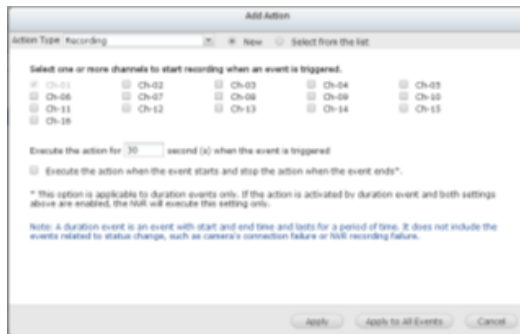 Add Action
Action Type Recording New Select from the list
Select one or more channels to start recording when an event is triggered.
Ch-01 Ch-02 Ch-03 Ch-04 Ch-05
Ch-06 Ch-07 Ch-08 Ch-09 Ch-10
Ch-11 Ch-12 Ch-13 Ch-14 Ch-15
Ch-16
Execute the action for 30 second (s) when the event is triggered
Execute the action when the event starts and stop the action when the event ends*.
* This option is applicable to duration events only. If the action is activated by duration event and both settings
above are enabled, the NVR will execute this setting only.
Note: A duration event is an event with start and end time and lasts for a period of time. It does not include the
events related to status change, such as camera's connection failure or NVR recording failure.
Apply Apply to All Events Cancel